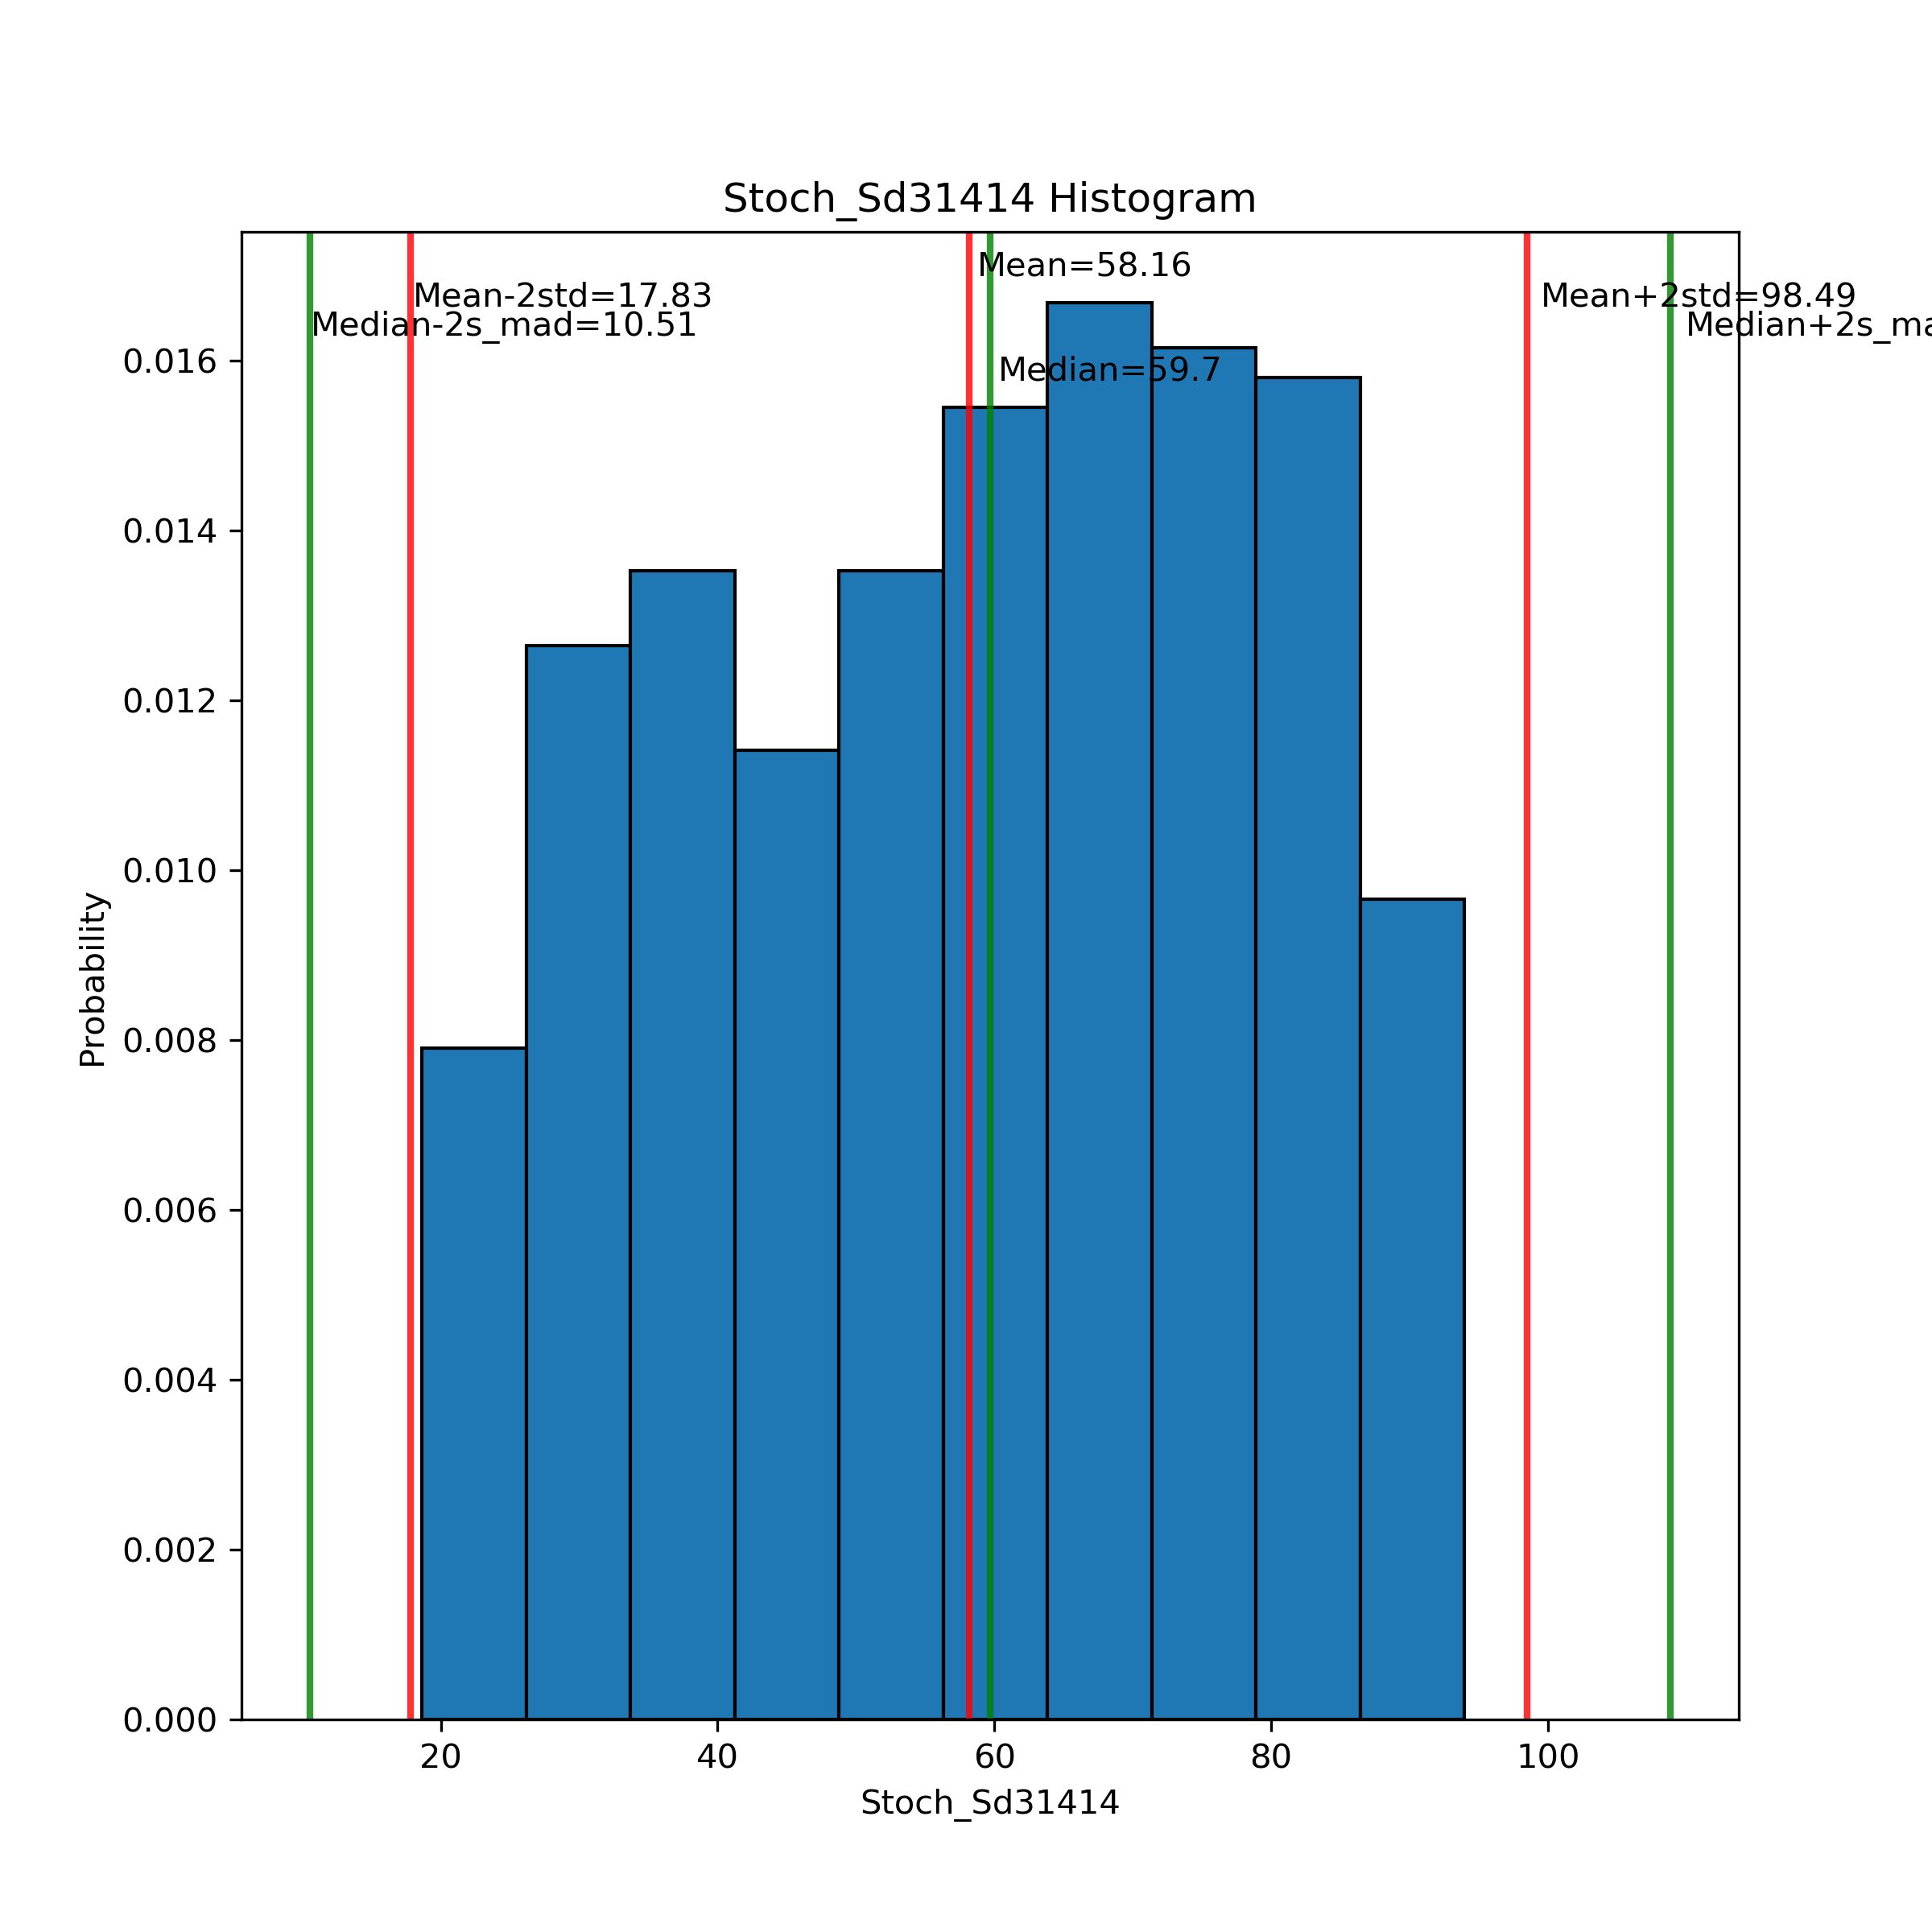 Stoch_Sd31414 Histogram
Mean=58.16
Mean-2std=17.83
Mean+2std=98.49
Median-2s_mad=10.51
Median+2s_ma
Median=59.7
0.016
0.014
0.012
0.010
0.008
0.006
0.004
0.002
0.000
Probability
20 40 60 80 100
Stoch_Sd31414